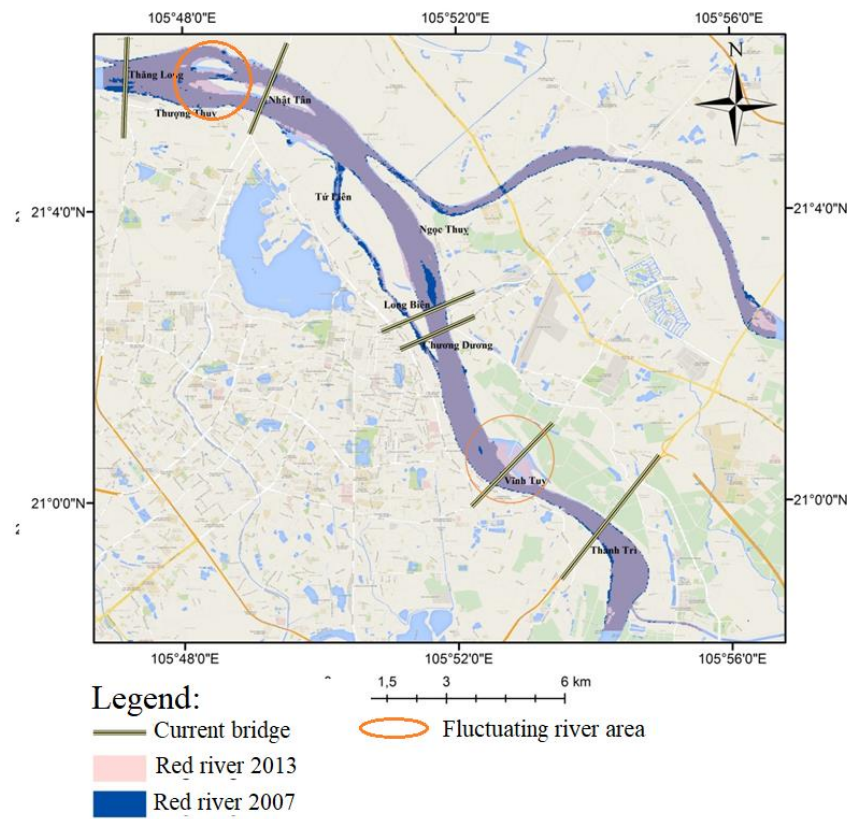 105°48'0"E 105°52'0"E 105°56'0"E
N
Thăng Long
Nhật Tân
Thượng Thuỵ
Tứ Liên
21°4'0"N 21°4'0"N
Ngọc Thuỵ
Long Biên
Chương Dương
Vĩnh Tuy
21°0'0"N 21°0'0"N
Thanh Trì
105°48'0"E 105°52'0"E 105°56'0"E
1,5 3 6 km
Legend:
Current bridge Fluctuating river area
Red river 2013
Red river 2007